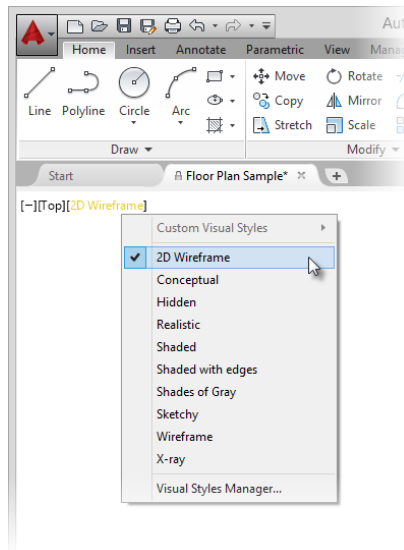 Au
Home Insert Annotate Parametric View Mana
Move Rotate
Line Polyline Circle Arc Copy Mirror
Stretch Scale
Draw Modify
Start Floor Plan Sample* +
[−][Top][2D Wireframe]
Custom Visual Styles
2D Wireframe
Conceptual
Hidden
Realistic
Shaded
Shaded with edges
Shades of Gray
Sketchy
Wireframe
X-ray
Visual Styles Manager...